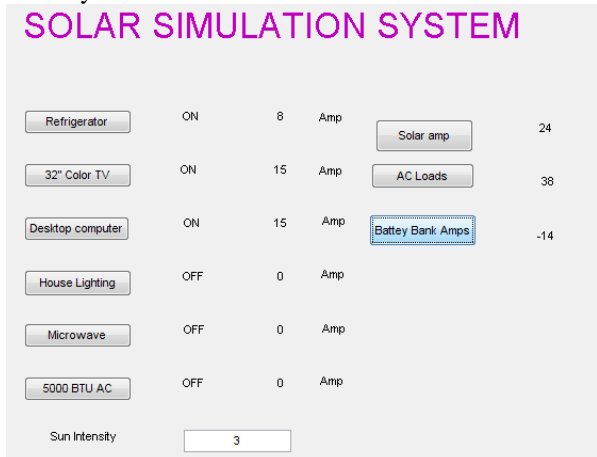 SOLAR SIMULATION SYSTEM
Refrigerator ON 8 Amp Solar amp 24
32" Color TV ON 15 Amp AC Loads 38
Desktop computer ON 15 Amp Battey Bank Amps -14
House Lighting OFF 0 Amp
Microwave OFF 0 Amp
5000 BTU AC OFF 0 Amp
Sun Intensity 3